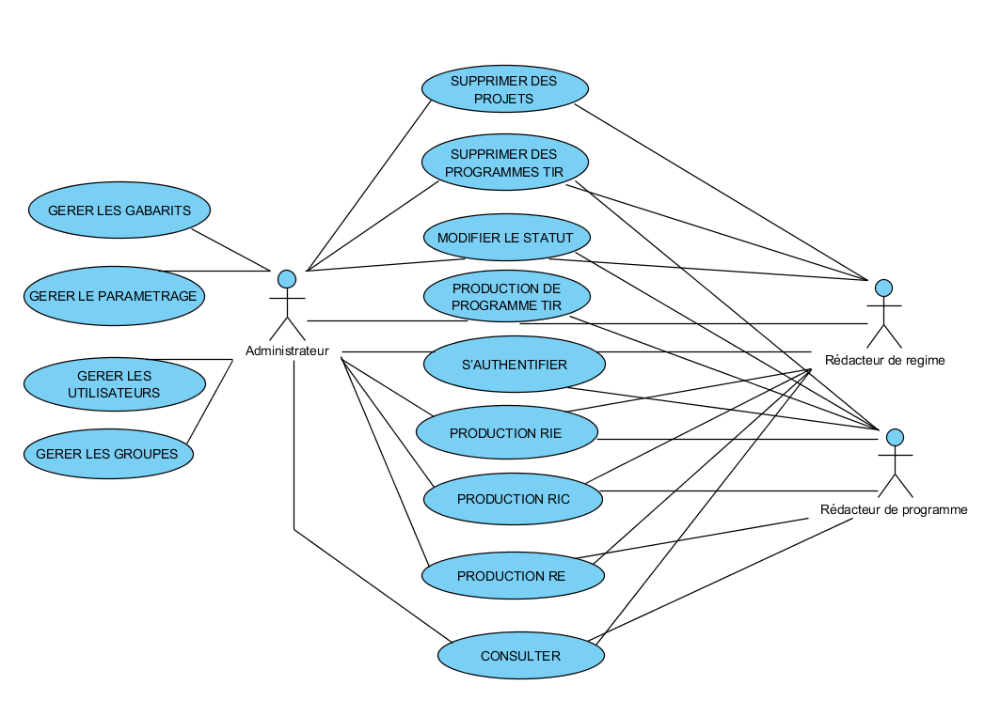 SUPPRIMER DES
PROJETS
SUPPRIMER DES
PROGRAMMES TIR
GERER LES GABARITS
MODIFIER LE STATUT
GERER LE PARAMETRAGE
PRODUCTION DE
PROGRAMME TIR
Administrateur
Rédacteur de regime
S'AUTHENTIFIER
GERER LES
UTILISATEURS
PRODUCTION RIE
GERER LES GROUPES
PRODUCTION RIC
Rédacteur de programme
PRODUCTION RE
CONSULTER